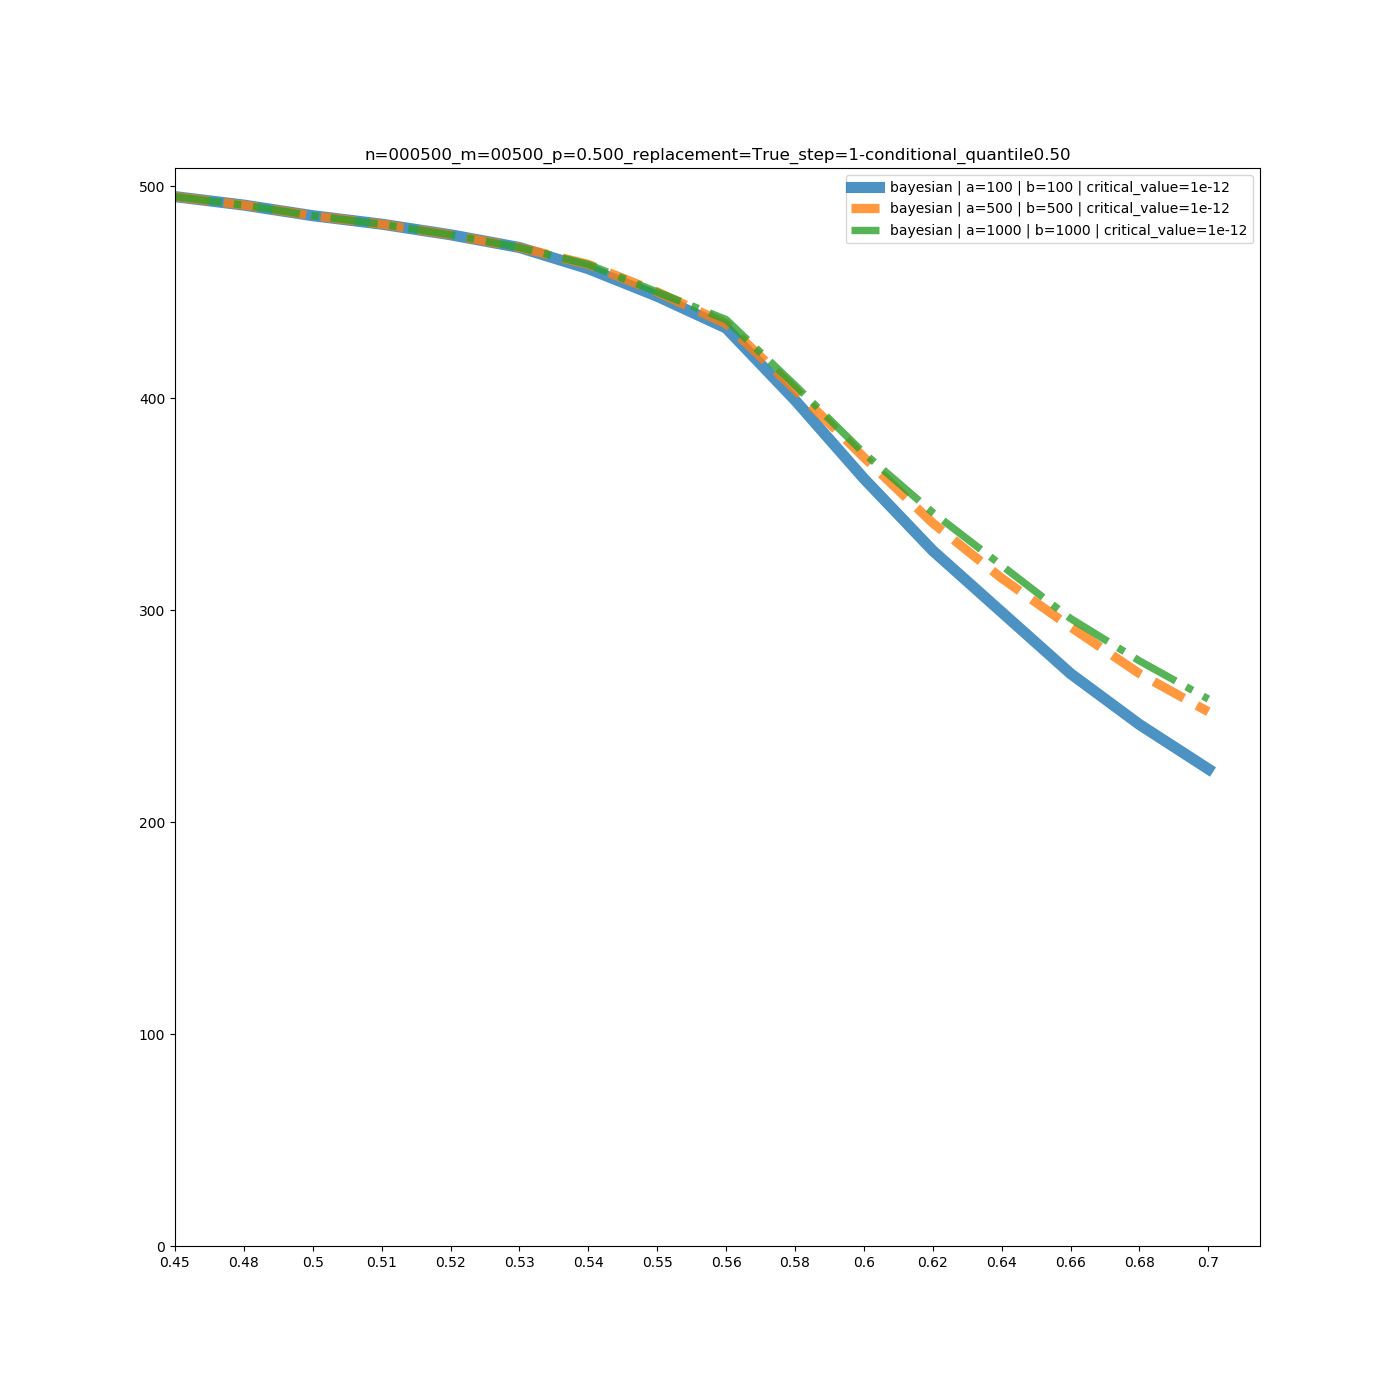 n=000500_m=00500_p=0.500_replacement=True_step=1-conditional_quantile0.50
bayesian | a=100 | b=100 | critical_value=1e-12
bayesian | a=500 | b=500 | critical_value=1e-12
bayesian | a=1000 | b=1000 | critical_value=1e-12
500
400
300
200
100
0
0.45 0.48 0.5 0.51 0.52 0.53 0.54 0.55 0.56 0.58 0.6 0.62 0.64 0.66 0.68 0.7